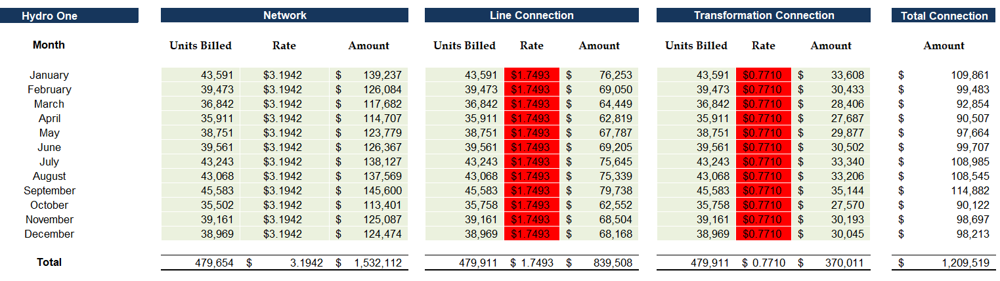 Hydro One Network Line Connection Transformation Connection Total Connection
Month Units Billed Rate Amount Units Billed Rate Amount Units Billed Rate Amount Amount
January 43,591 $3.1942 $ 139,237 43,591 $1.7493 $ 76,253 43,591 $0.7710 $ 33,608 $ 109,861
February 39,473 $3.1942 $ 126,084 39,473 $1.7493 $ 69,050 39,473 $0.7710 $ 30,433 $ 99,483
March 36,842 $3.1942 $ 117,682 36,842 $1.7493 $ 64,449 36,842 $0.7710 $ 28,406 $ 92,854
April 35,911 $3.1942 $ 114,707 35,911 $1.7493 $ 62,819 35,911 $0.7710 $ 27,687 $ 90,507
May 38,751 $3.1942 $ 123,779 38,751 $1.7493 $ 67,787 38,751 $0.7710 $ 29,877 $ 97,664
June 39,561 $3.1942 $ 126,367 39,561 $1.7493 $ 69,205 39,561 $0.7710 $ 30,502 $ 99,707
July 43,243 $3.1942 $ 138,127 43,243 $1.7493 $ 75,645 43,243 $0.7710 $ 33,340 $ 108,985
August 43,068 $3.1942 $ 137,569 43,068 $1.7493 $ 75,339 43,068 $0.7710 $ 33,206 $ 108,545
September 45,583 $3.1942 $ 145,600 45,583 $1.7493 $ 79,738 45,583 $0.7710 $ 35,144 $ 114,882
October 35,502 $3.1942 $ 113,401 35,758 $1.7493 $ 62,552 35,758 $0.7710 $ 27,570 $ 90,122
November 39,161 $3.1942 $ 125,087 39,161 $1.7493 $ 68,504 39,161 $0.7710 $ 30,193 $ 98,697
December 38,969 $3.1942 $ 124,474 38,969 $1.7493 $ 68,168 38,969 $0.7710 $ 30,045 $ 98,213
Total 479,654 $ 3.1942 $ 1,532,112 479,911 $ 1.7493 $ 839,508 479,911 $ 0.7710 $ 370,011 $ 1,209,519